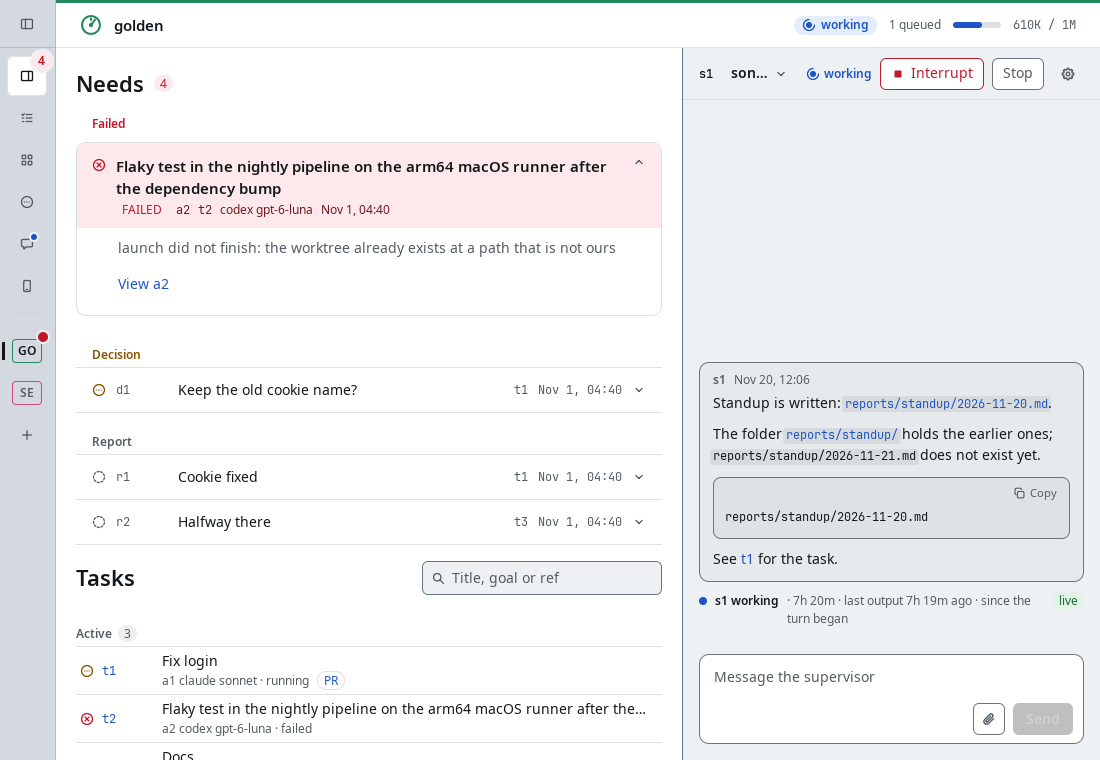 golden
working
1 queued
610K / 1M
4
GO
SE
Needs 4
Failed
Flaky test in the nightly pipeline on the arm64 macOS runner after
the dependency bump
FAILED a2 t2 codex gpt-6-luna Nov 1, 04:40
launch did not finish: the worktree already exists at a path that is not ours
View a2
Decision
d1 Keep the old cookie name? t1 Nov 1, 04:40
Report
r1 Cookie fixed t1 Nov 1, 04:40
r2 Halfway there t3 Nov 1, 04:40
Tasks
Title, goal or ref
Active 3
t1 Fix login
a1 claude sonnet · running PR
t2 Flaky test in the nightly pipeline on the arm64 macOS runner after the…
a2 codex gpt-6-luna · failed
Docs
s1 son… working Interrupt Stop
s1 Nov 20, 12:06
Standup is written: reports/standup/2026-11-20.md.
The folder reports/standup/ holds the earlier ones;
reports/standup/2026-11-21.md does not exist yet.
Copy
reports/standup/2026-11-20.md
See t1 for the task.
s1 working · 7h 20m · last output 7h 19m ago · since the
turn began
live
Message the supervisor
Send